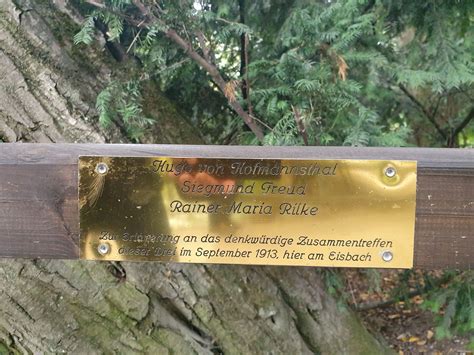 Hugo von Hofmannsthal
Siegmund Freud
Rainer Maria Rilke
Zur Erinnerung an das denkwürdige Zusammentreffen
dieser Drei im September 1913, hier am Eisbach